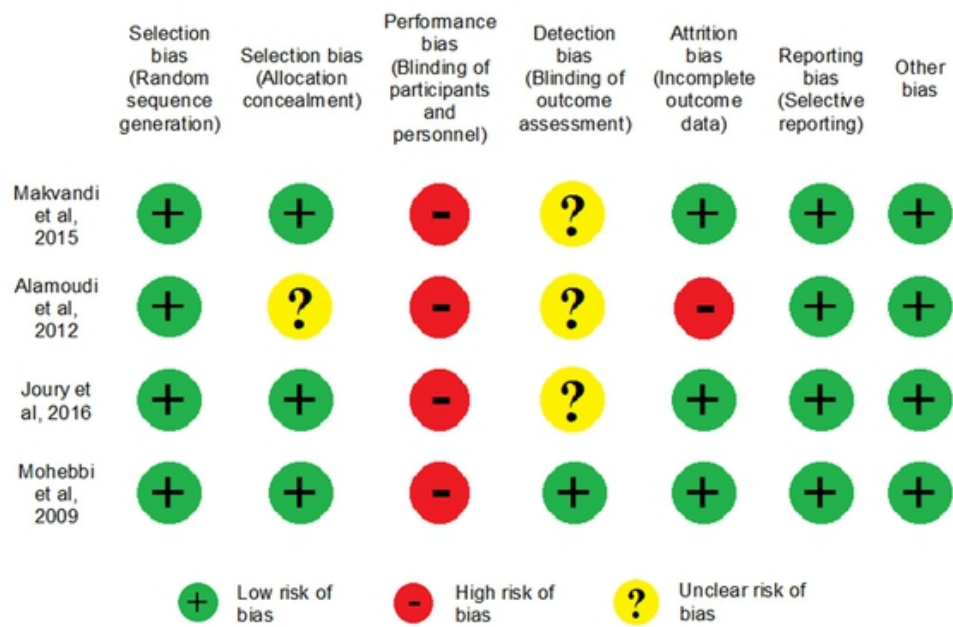 Selection
bias
(Random
sequence
generation)
Selection bias
(Allocation
concealment)
Performance
bias
(Blinding of
participants
and
personnel)
Detection
bias
(Blinding of
outcome
assessment)
Attrition
bias
(Incomplete
outcome
data)
Reporting
bias
(Selective
reporting)
Other
bias
Makvandi
et al,
2015
+ + - ? + + +
Alamoudi
et al,
2012
+ ? - ? - + +
Joury et
al, 2016
+ + - ? + + +
Mohebbi
et al,
2009
+ + - + + + +
+ Low risk of
bias
- High risk of
bias
? Unclear risk of
bias